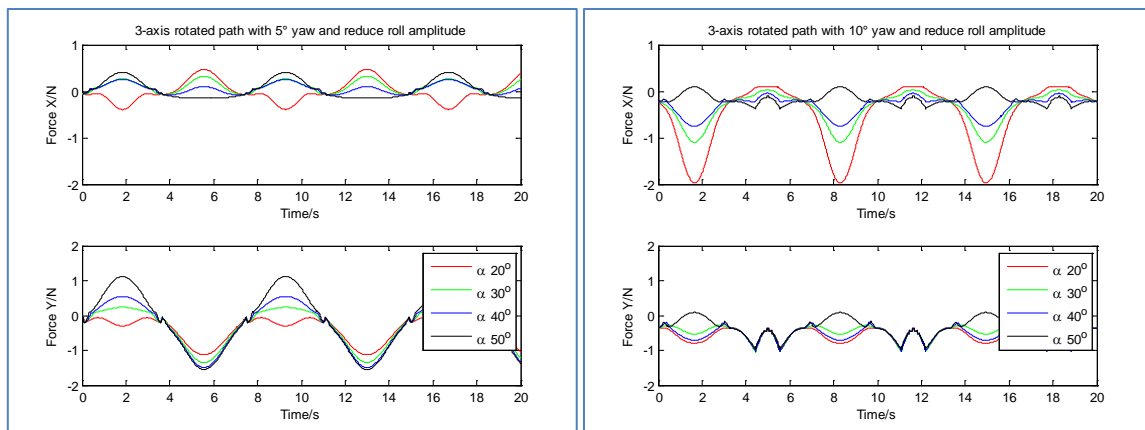 3-axis rotated path with 5° yaw and reduce roll amplitude
1
0
-1
-2
Force X/N
0 2 4 6 8 10 12 14 16 18 20
Time/s
2
1
0
-1
-2
Force Y/N
α 20°
α 30°
α 40°
α 50°
0 2 4 6 8 10 12 14 16 18 20
Time/s
3-axis rotated path with 10° yaw and reduce roll amplitude
1
0
-1
-2
Force X/N
0 2 4 6 8 10 12 14 16 18 20
Time/s
2
1
0
-1
-2
Force Y/N
α 20°
α 30°
α 40°
α 50°
0 2 4 6 8 10 12 14 16 18 20
Time/s